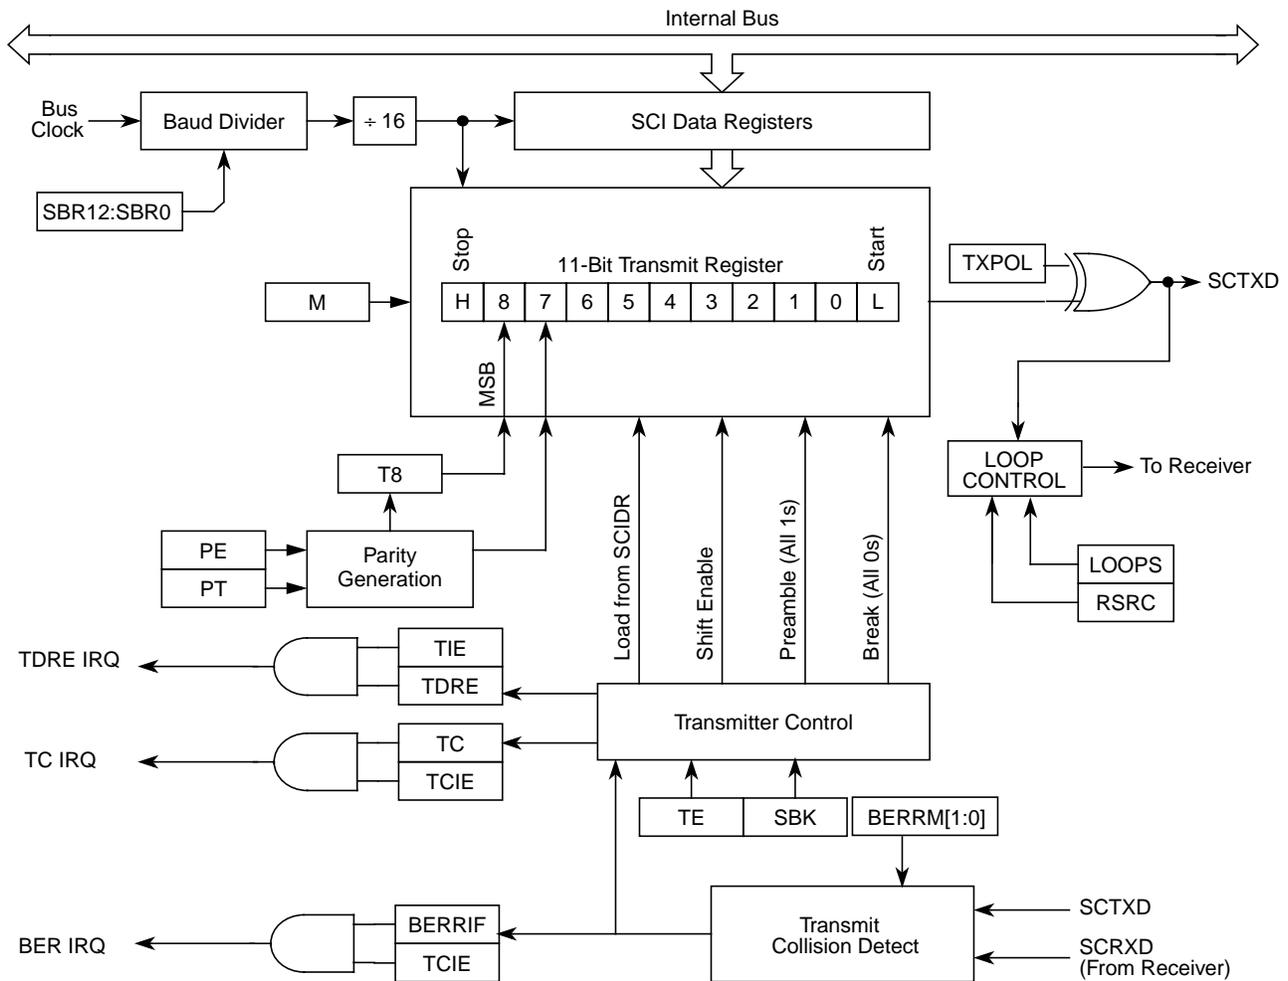 Internal Bus
Bus
Clock
Baud Divider
÷ 16
SCI Data Registers
SBR12:SBR0
Stop
11-Bit Transmit Register
Start
M
H 8 7 6 5 4 3 2 1 0 L
TXPOL
SCTXD
MSB
T8
LOOP
CONTROL
To Receiver
PE
PT
Parity
Generation
Load from SCIDR
Shift Enable
Preamble (All 1s)
Break (All 0s)
LOOPS
RSRC
TDRE IRQ
TIE
TDRE
TC IRQ
TC
TCIE
Transmitter Control
TE
SBK
BERRM[1:0]
BER IRQ
BERRIF
TCIE
Transmit
Collision Detect
SCTXD
SCRXD
(From Receiver)